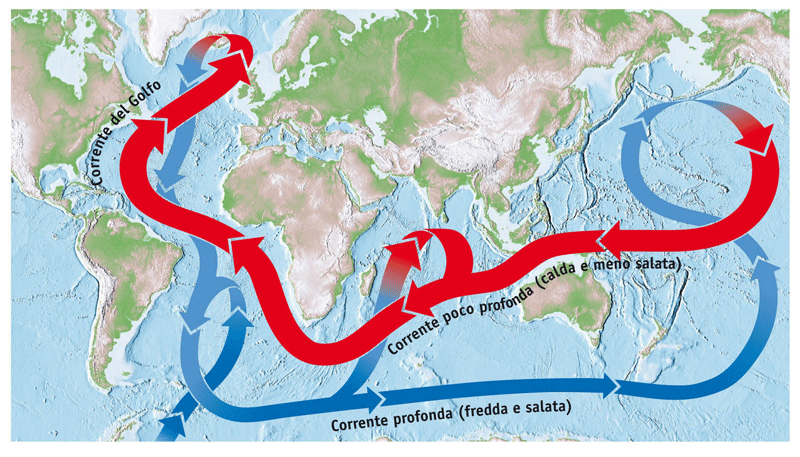 Corrente del Golfo
Corrente poco profonda (calda e meno salata)
Corrente profonda (fredda e salata)